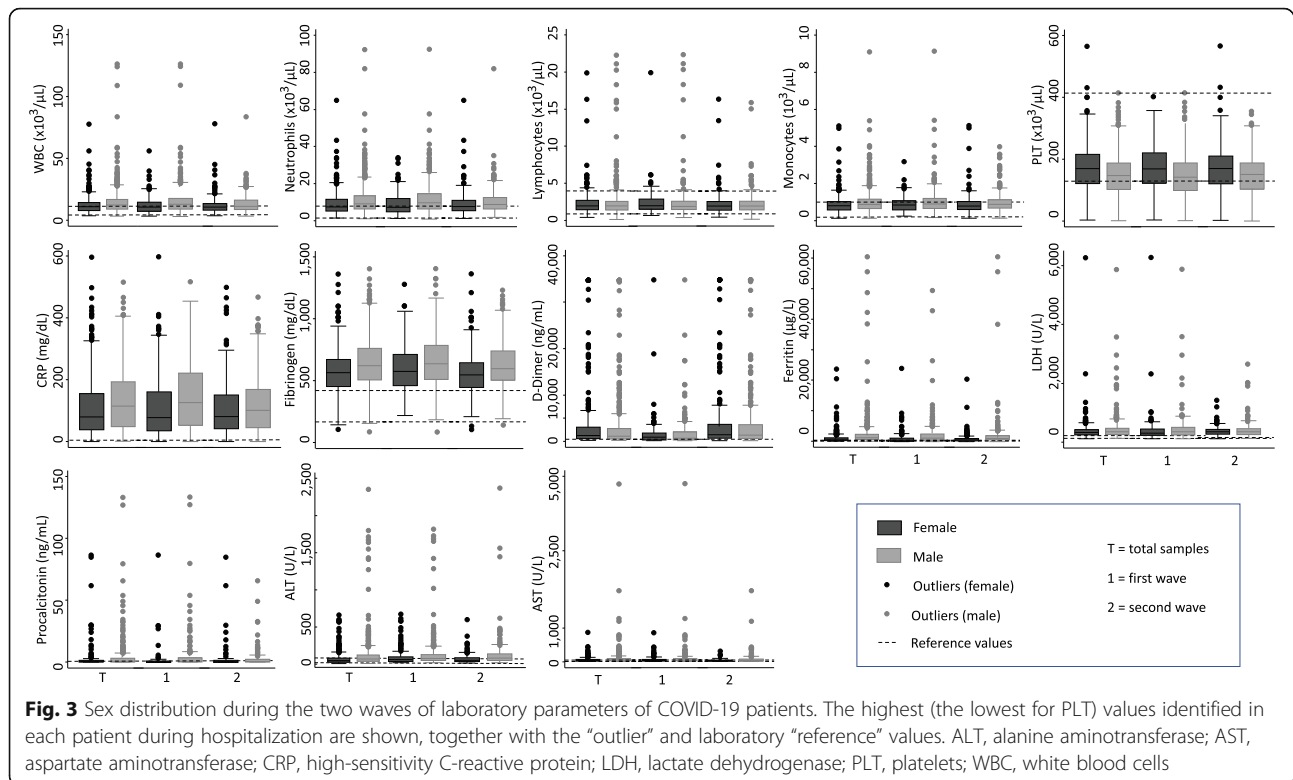 WBC (x10³/µL)
150
100
50
0
Neutrophils (x10³/µL)
100
80
60
40
20
0
Lymphocytes (x10³/µL)
25
20
15
10
5
0
Monocytes (10³/µL)
10
8
6
4
2
0
PLT (x10³/µL)
600
400
200
0
CRP (mg/dL)
600
400
200
0
Fibrinogen (mg/dL)
1,500
1,000
500
0
D-Dimer (ng/mL)
40,000
20,000
10,000
0
Ferritin (µg/L)
60,000
40,000
20,000
0
T 1 2
LDH (U/L)
6,000
4,000
2,000
0
T 1 2
Procalcitonin (ng/mL)
150
100
50
0
T 1 2
ALT (U/L)
2,500
1,500
500
0
T 1 2
AST (U/L)
5,000
2,500
1,000
0
T 1 2
Female
Male
Outliers (female)
Outliers (male)
Reference values
T = total samples
1 = first wave
2 = second wave
Fig. 3 Sex distribution during the two waves of laboratory parameters of COVID-19 patients. The highest (the lowest for PLT) values identified in
each patient during hospitalization are shown, together with the “outlier” and laboratory “reference” values. ALT, alanine aminotransferase; AST,
aspartate aminotransferase; CRP, high-sensitivity C-reactive protein; LDH, lactate dehydrogenase; PLT, platelets; WBC, white blood cells